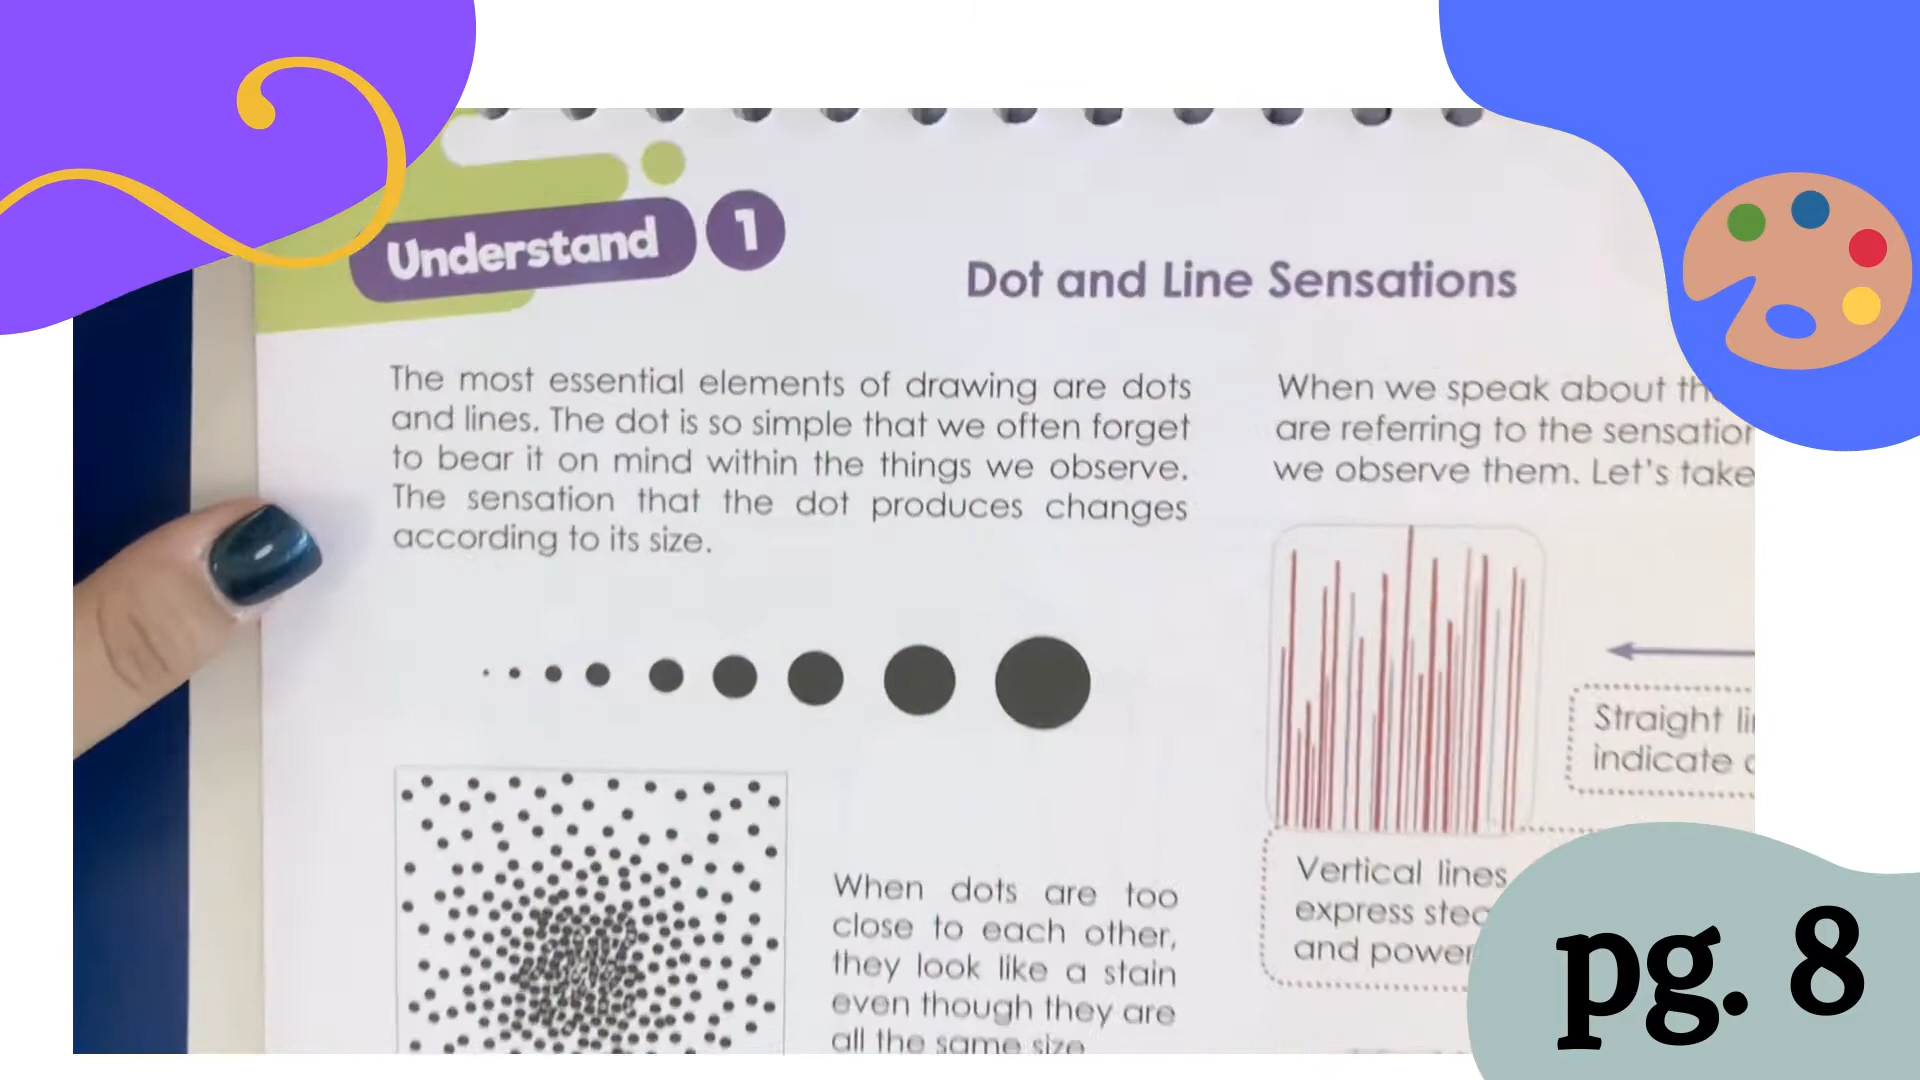 Understand 1
Dot and Line Sensations
The most essential elements of drawing are dots
and lines. The dot is so simple that we often forget
to bear it on mind within the things we observe.
The sensation that the dot produces changes
according to its size.
When dots are too
close to each other,
they look like a stain
even though they are
all the same size
When we speak about
are referring to the
we observe them. Let's take
Straight
indicate
Vertical lines
express
and
pg. 8